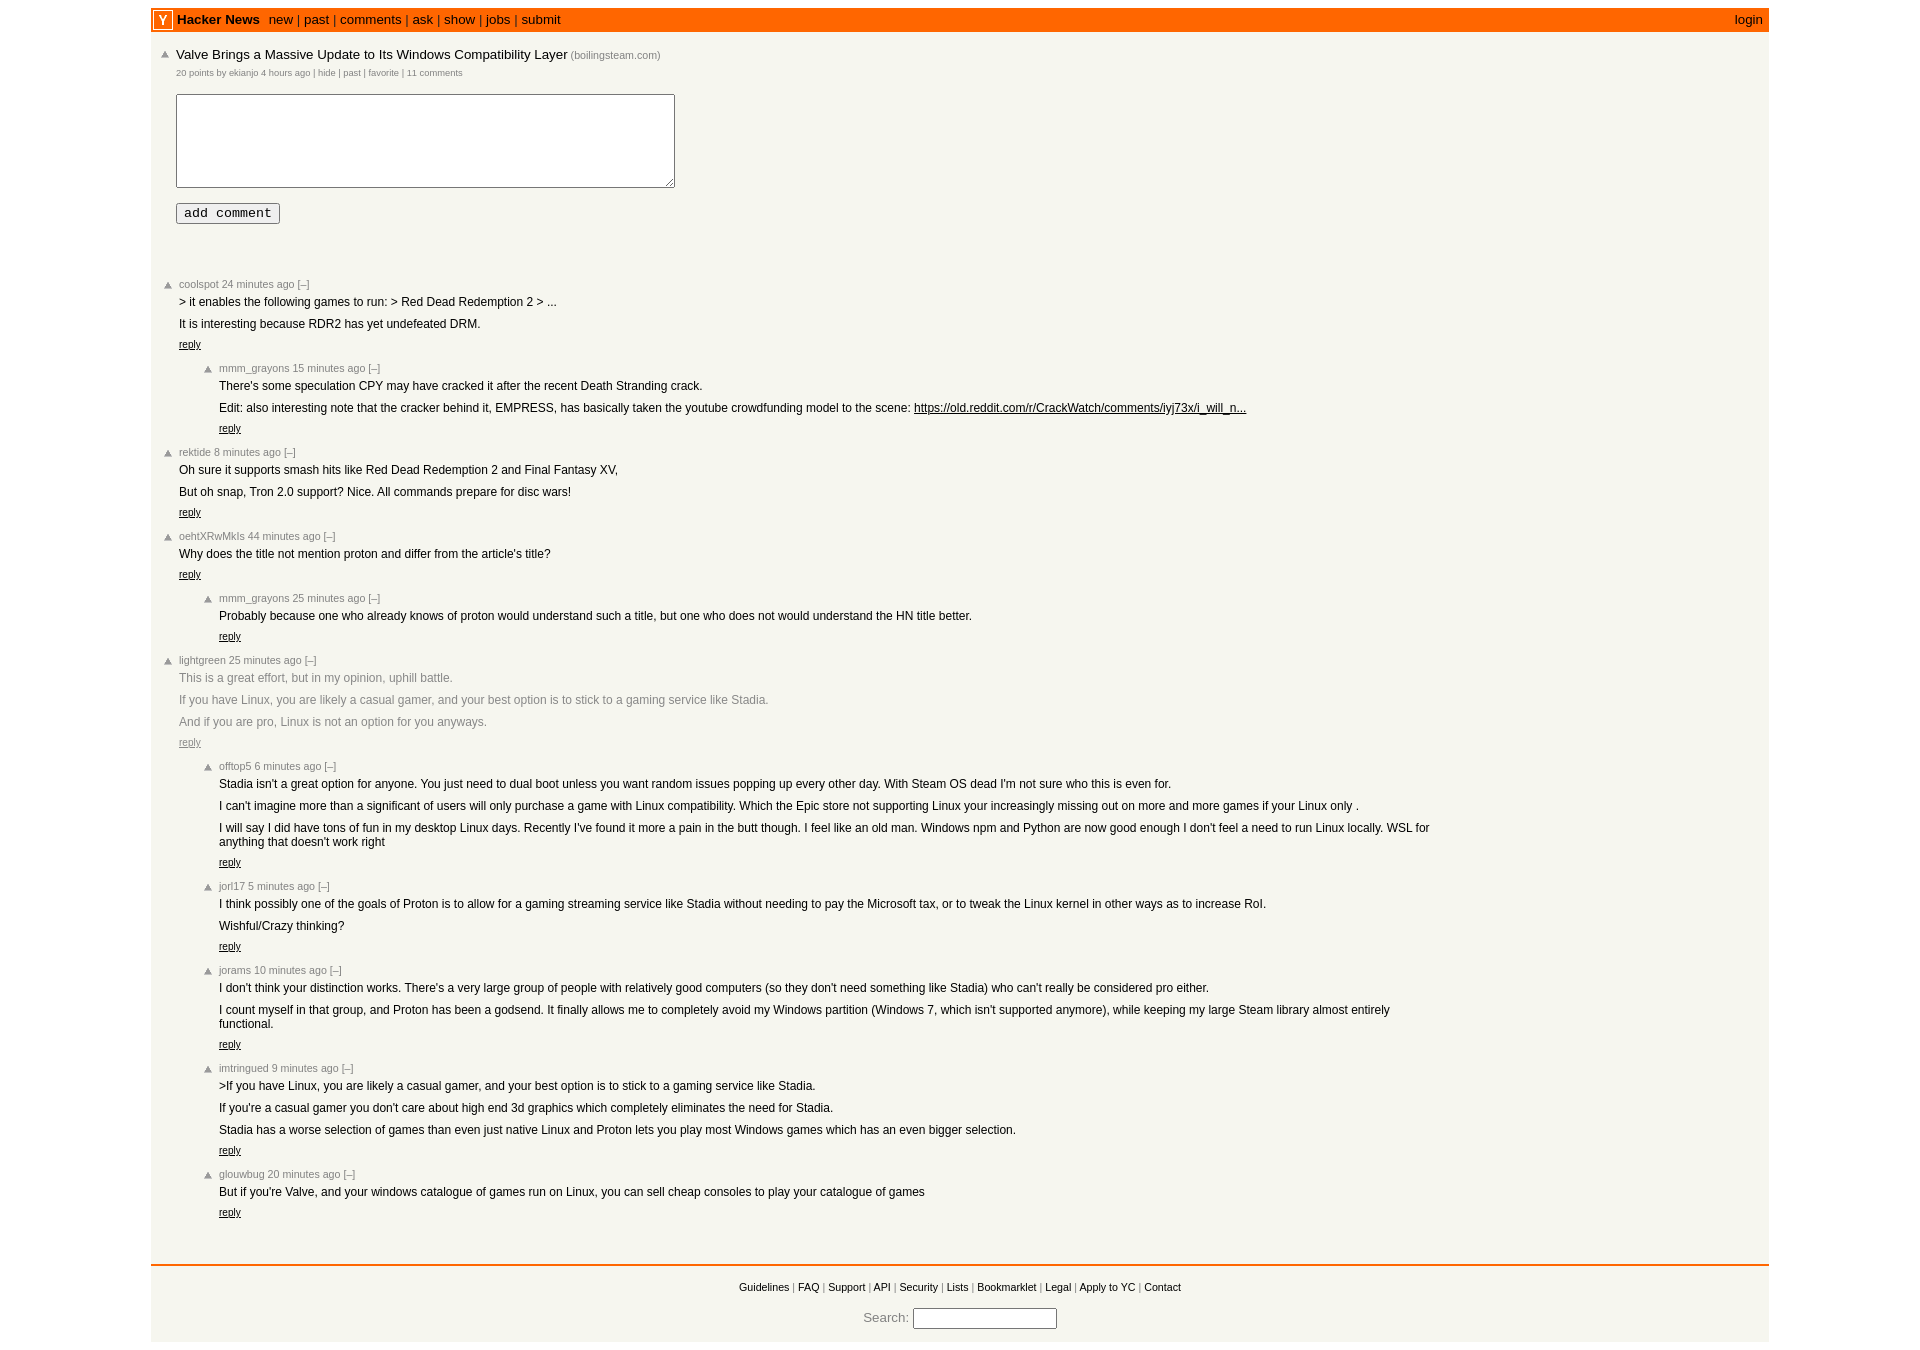 Y Hacker News new | past | comments | ask | show | jobs | submit login
Valve Brings a Massive Update to Its Windows Compatibility Layer (boilingsteam.com)
20 points by ekianjo 4 hours ago | hide | past | favorite | 11 comments
add comment
coolspot 24 minutes ago [–]
> it enables the following games to run: > Red Dead Redemption 2 > ...
It is interesting because RDR2 has yet undefeated DRM.
reply
mmm_grayons 15 minutes ago [–]
There's some speculation CPY may have cracked it after the recent Death Stranding crack.
Edit: also interesting note that the cracker behind it, EMPRESS, has basically taken the youtube crowdfunding model to the scene: https://old.reddit.com/r/CrackWatch/comments/iyj73x/i_will_n...
reply
rektide 8 minutes ago [–]
Oh sure it supports smash hits like Red Dead Redemption 2 and Final Fantasy XV,
But oh snap, Tron 2.0 support? Nice. All commands prepare for disc wars!
reply
oehtXRwMkIs 44 minutes ago [–]
Why does the title not mention proton and differ from the article's title?
reply
mmm_grayons 25 minutes ago [–]
Probably because one who already knows of proton would understand such a title, but one who does not would understand the HN title better.
reply
lightgreen 25 minutes ago [–]
This is a great effort, but in my opinion, uphill battle.
If you have Linux, you are likely a casual gamer, and your best option is to stick to a gaming service like Stadia.
And if you are pro, Linux is not an option for you anyways.
reply
offtop5 6 minutes ago [–]
Stadia isn't a great option for anyone. You just need to dual boot unless you want random issues popping up every other day. With Steam OS dead I'm not sure who this is even for.
I can't imagine more than a significant of users will only purchase a game with Linux compatibility. Which the Epic store not supporting Linux your increasingly missing out on more and more games if your Linux only .
I will say I did have tons of fun in my desktop Linux days. Recently I've found it more a pain in the butt though. I feel like an old man. Windows npm and Python are now good enough I don't feel a need to run Linux locally. WSL for
anything that doesn't work right
reply
jorl17 5 minutes ago [–]
I think possibly one of the goals of Proton is to allow for a gaming streaming service like Stadia without needing to pay the Microsoft tax, or to tweak the Linux kernel in other ways as to increase RoI.
Wishful/Crazy thinking?
reply
jorams 10 minutes ago [–]
I don't think your distinction works. There's a very large group of people with relatively good computers (so they don't need something like Stadia) who can't really be considered pro either.
I count myself in that group, and Proton has been a godsend. It finally allows me to completely avoid my Windows partition (Windows 7, which isn't supported anymore), while keeping my large Steam library almost entirely
functional.
reply
imtringued 9 minutes ago [–]
>If you have Linux, you are likely a casual gamer, and your best option is to stick to a gaming service like Stadia.
If you're a casual gamer you don't care about high end 3d graphics which completely eliminates the need for Stadia.
Stadia has a worse selection of games than even just native Linux and Proton lets you play most Windows games which has an even bigger selection.
reply
glouwbug 20 minutes ago [–]
But if you're Valve, and your windows catalogue of games run on Linux, you can sell cheap consoles to play your catalogue of games
reply
Guidelines | FAQ | Support | API | Security | Lists | Bookmarklet | Legal | Apply to YC | Contact
Search: